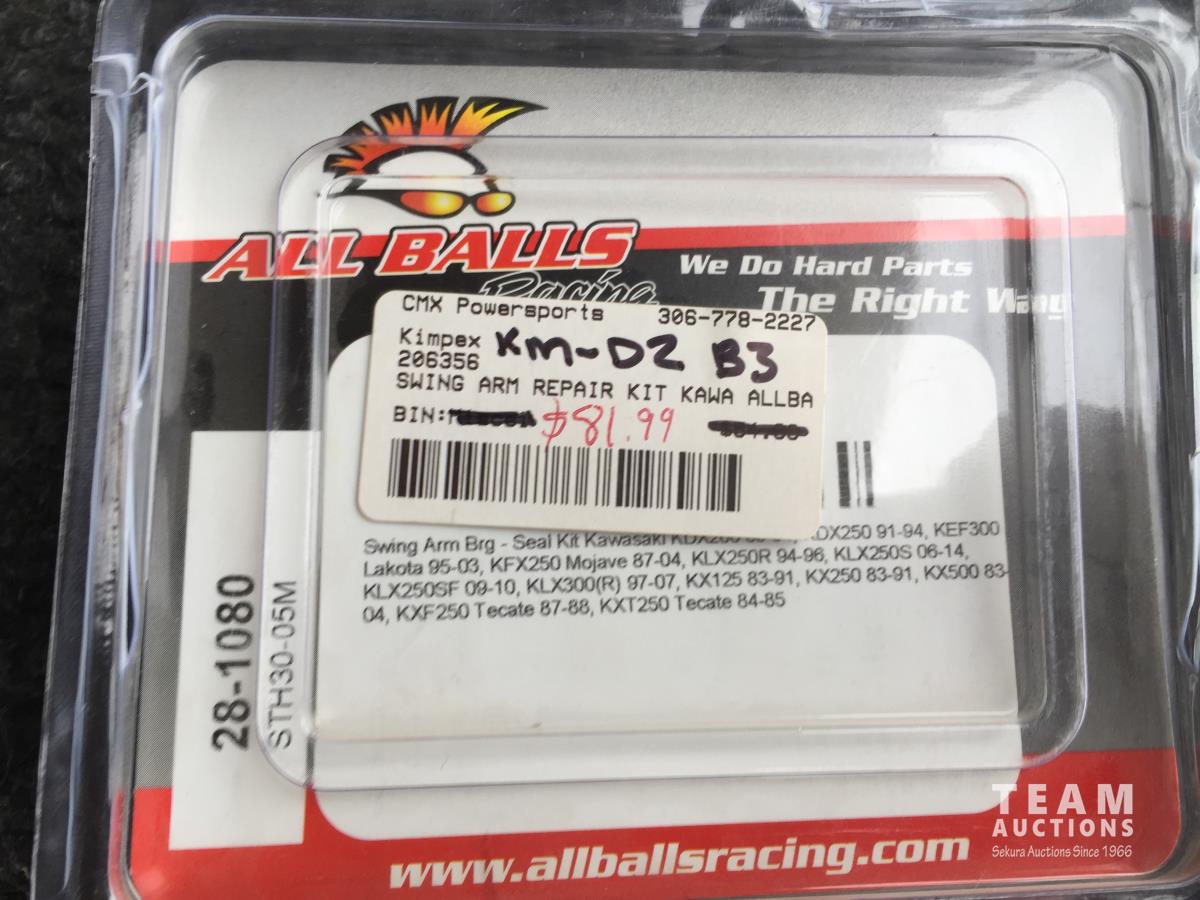 ALL BALLS
Racing
We Do Hard Parts
The Right Way
CMX Powersports 306-778-2227
Kimpex KM-DZ B3
206356
SWING ARM REPAIR KIT KAWA ALLBA
BIN: $81.99
Swing Arm Brg - Seal Kit Kawasaki 91-94, KEF300
Lakota 95-03, KFX250 Mojave 87-04, KLX250R 94-96, KLX250S 06-14,
KLX250SF 09-10, KLX300(R) 97-07, KX125 83-91, KX250 83-91, KX500 83-
04, KXF250 Tecate 87-88, KXT250 Tecate 84-85
28-1080
STH30-05M
www.allballsracing.com
TEAM
AUCTIONS
Sekura Auctions Since 1966